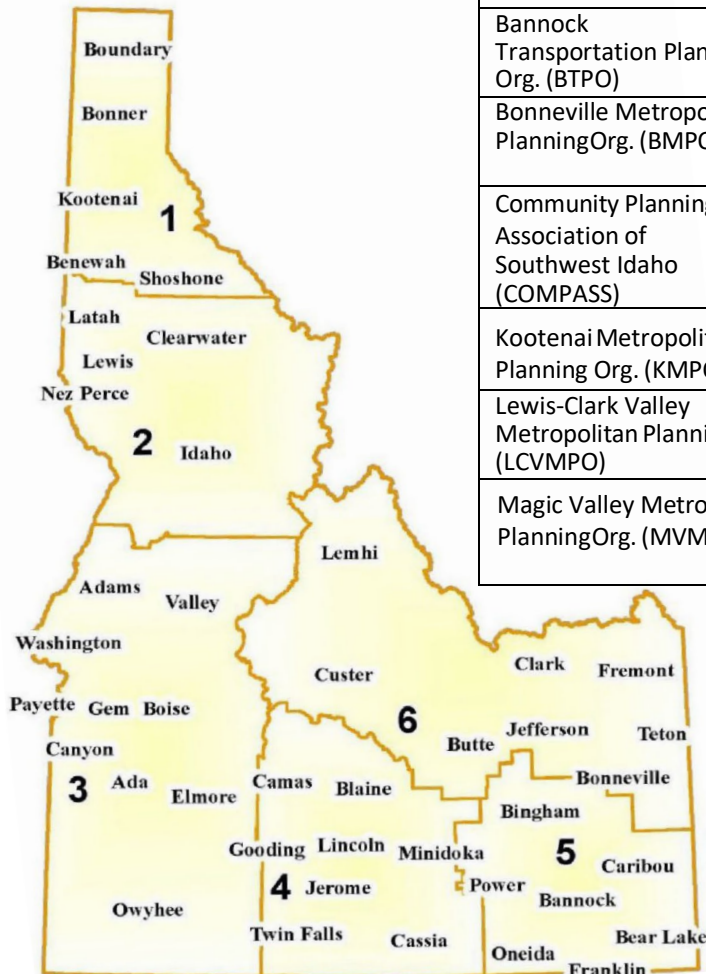 Boundary
Bonner
Kootenai
1
Benewah
Shoshone
Latah
Clearwater
Lewis
Nez Perce
2
Idaho
Lemhi
Adams
Valley
Washington
Custer
Clark
Fremont
Payette
Gem
Boise
6
Butte
Jefferson
Teton
Canyon
3
Ada
Elmore
Camas
Blaine
Bonneville
Bingham
Gooding
Lincoln
Minidoka
5
Caribou
4
Jerome
Power
Bannock
Owyhee
Twin Falls
Cassia
Oneida
Bear Lake
Franklin
Bannock
Transportation Plan
Org. (BTPO)
Bonneville Metropo
PlanningOrg. (BMPO
Community Planning
Association of
Southwest Idaho
(COMPASS)
Kootenai Metropolit
Planning Org. (KMPO
Lewis-Clark Valley
Metropolitan Planni
(LCVMPO)
Magic Valley Metro
PlanningOrg. (MVM